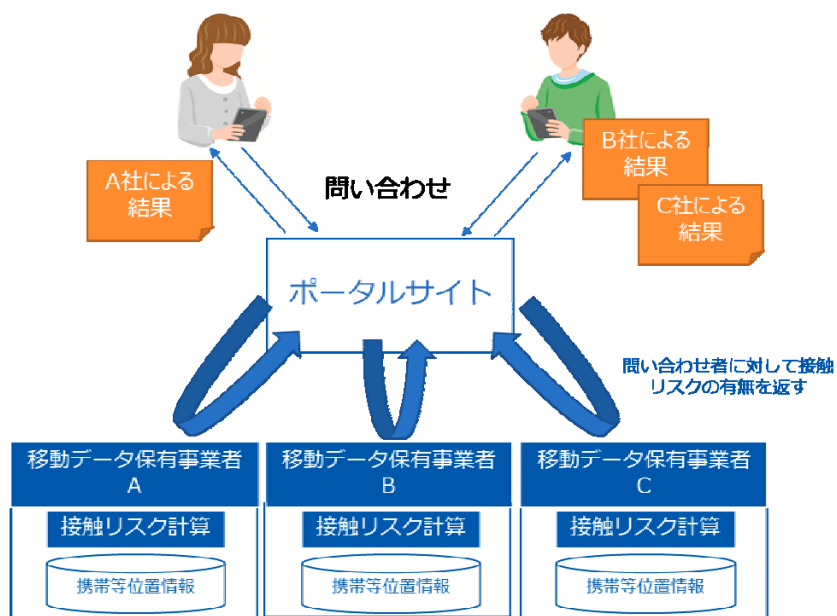 A社による
結果
問い合わせ
B社による
結果
C社による
結果
ポータルサイト
問い合わせ者に対して接触
リスクの有無を返す
移動データ保有事業者
A
接触リスク計算
携帯等位置情報
移動データ保有事業者
B
接触リスク計算
携帯等位置情報
移動データ保有事業者
C
接触リスク計算
携帯等位置情報